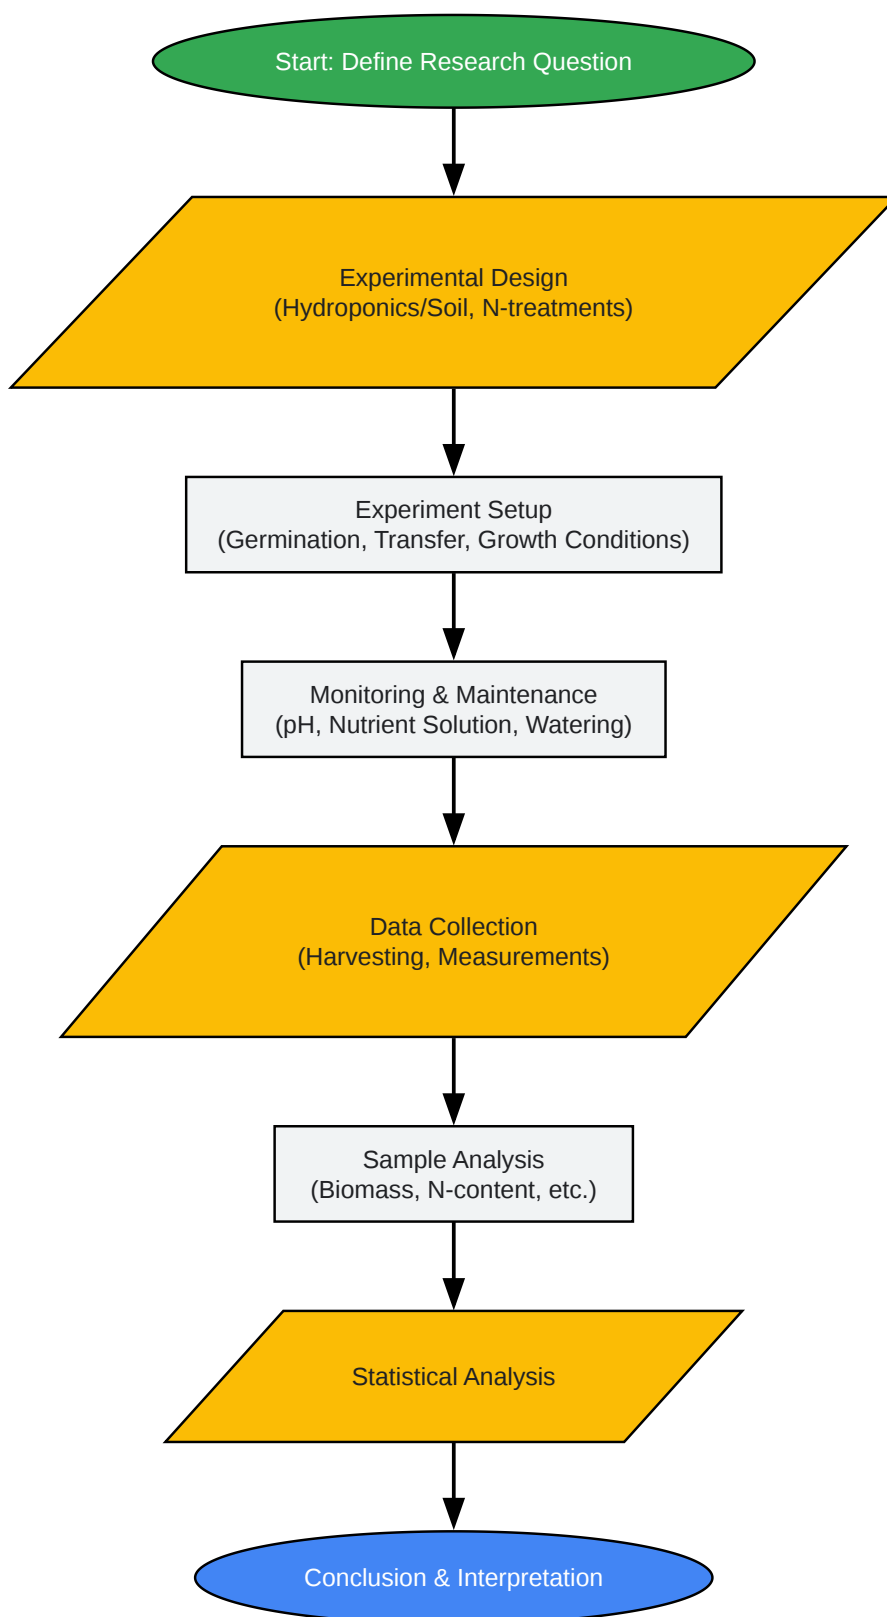 Start: Define Research Question
Experimental Design
(Hydroponics/Soil, N-treatments)
Experiment Setup
(Germination, Transfer, Growth Conditions)
Monitoring & Maintenance
(pH, Nutrient Solution, Watering)
Data Collection
(Harvesting, Measurements)
Sample Analysis
(Biomass, N-content, etc.)
Statistical Analysis
Conclusion & Interpretation